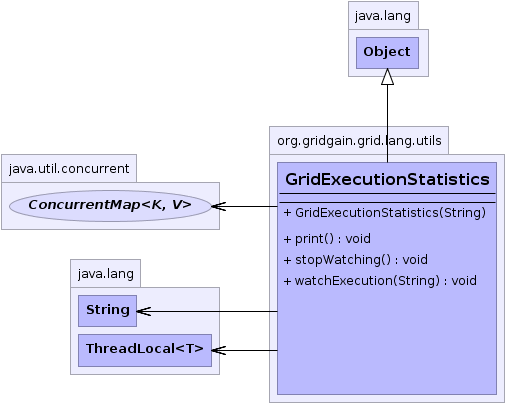 java.lang
Object
org.gridgain.grid.lang.utils
GridExecutionStatistics
+ GridExecutionStatistics(String)
+ print() : void
+ stopWatching() : void
+ watchExecution(String) : void
java.util.concurrent
ConcurrentMap<K, V>
java.lang
String
ThreadLocal<T>